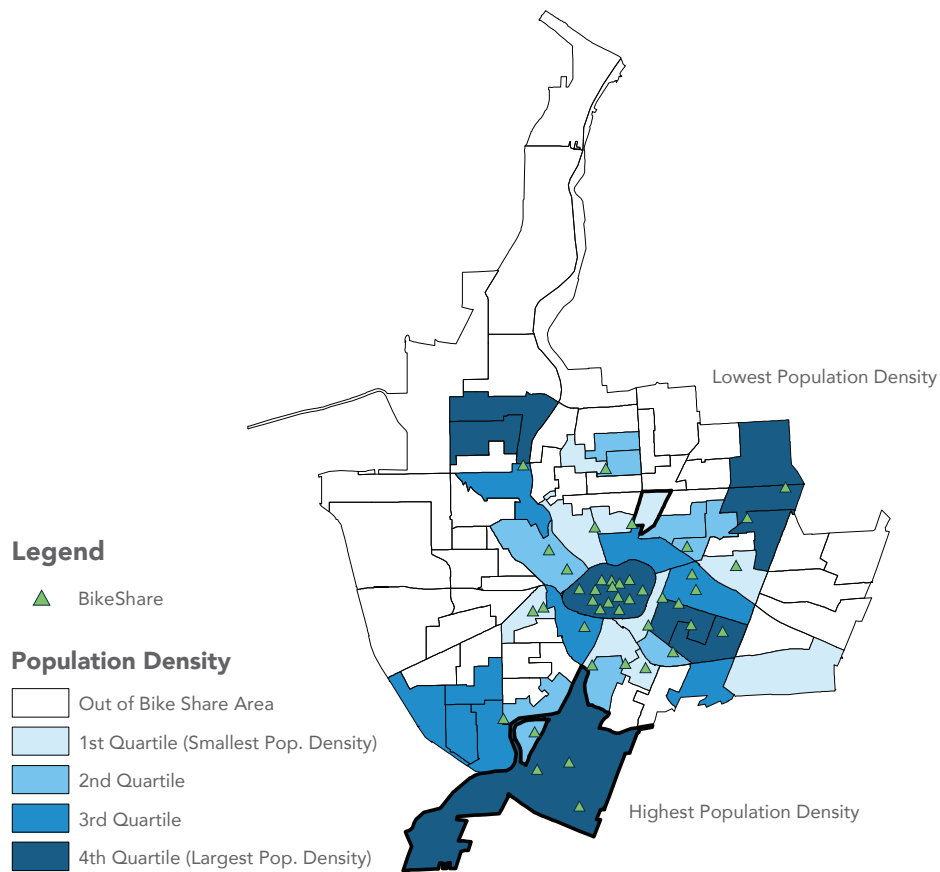 Lowest Population Density
Legend
BikeShare
Population Density
Out of Bike Share Area
1st Quartile (Smallest Pop. Density)
2nd Quartile
3rd Quartile
4th Quartile (Largest Pop. Density)
Highest Population Density